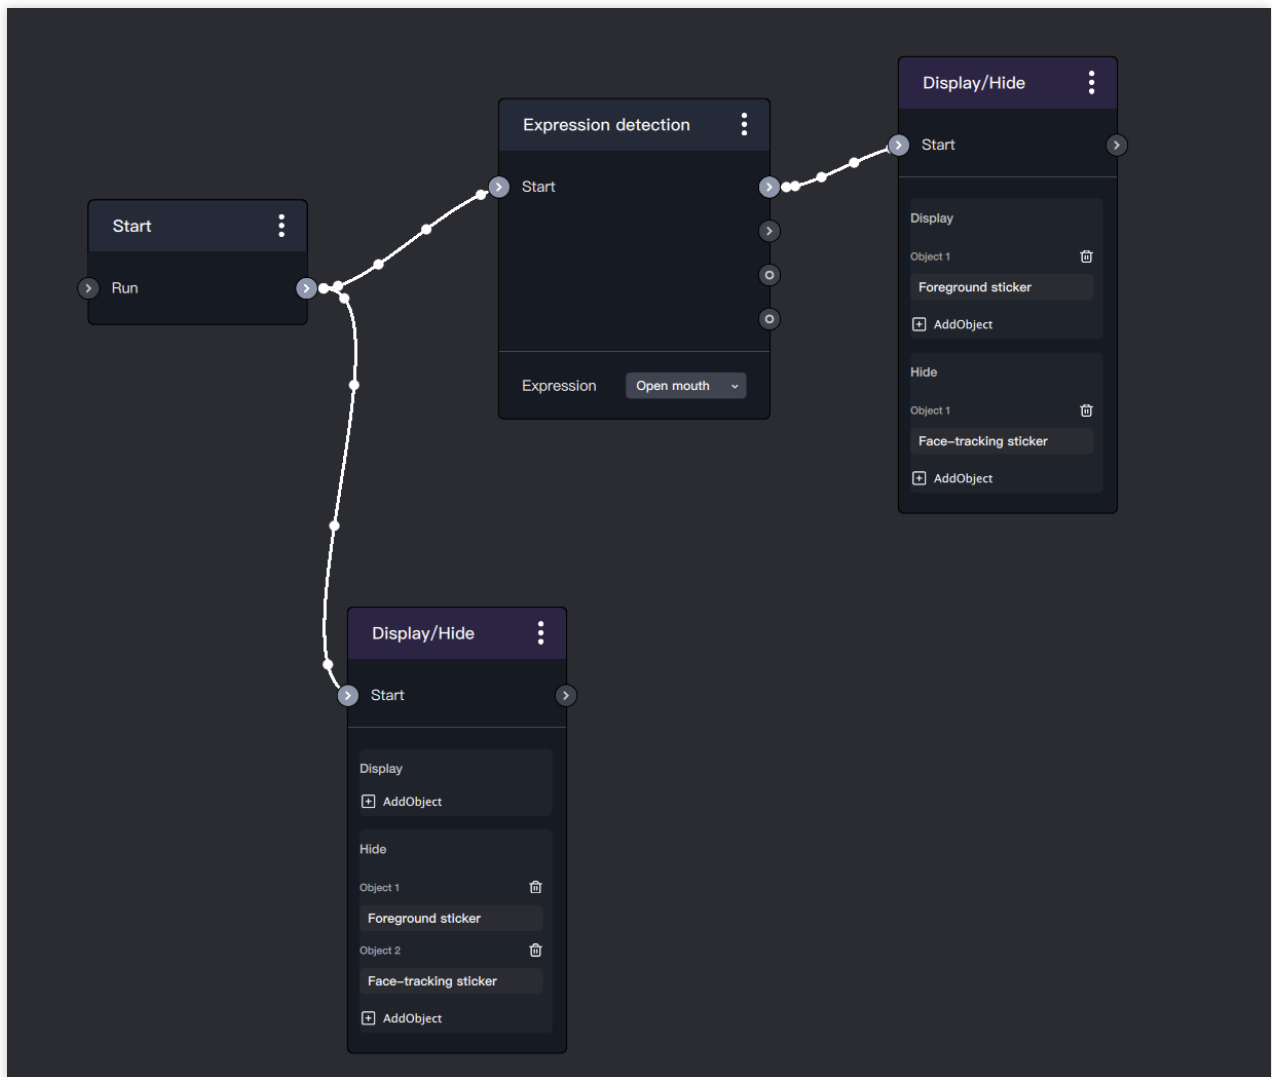 Start
Run
Expression detection
Start
Expression
Open mouth
Display/Hide
Start
Display
Object 1
Foreground sticker
AddObject
Hide
Object 1
Face-tracking sticker
AddObject
Display/Hide
Start
Display
AddObject
Hide
Object 1
Foreground sticker
Object 2
Face-tracking sticker
AddObject